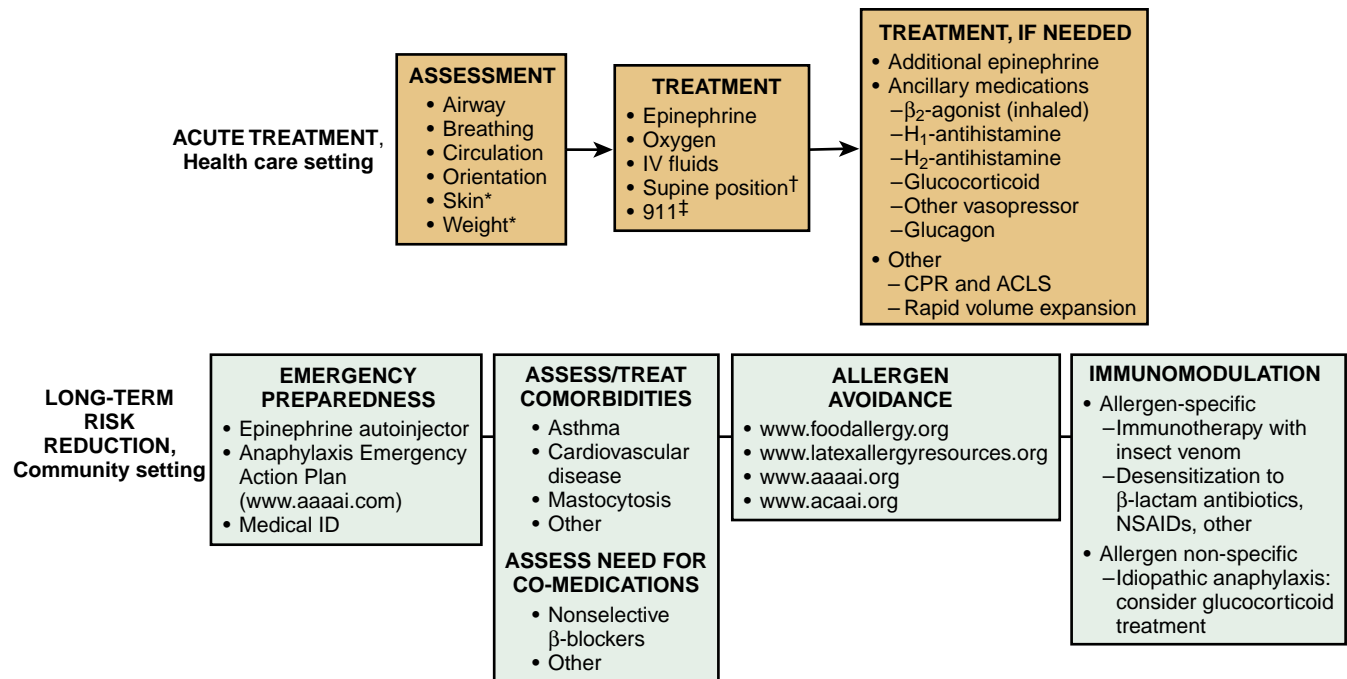 ACUTE TREATMENT,
Health care setting
ASSESSMENT
• Airway
• Breathing
• Circulation
• Orientation
• Skin*
• Weight*
TREATMENT
• Epinephrine
• Oxygen
• IV fluids
• Supine position†
• 911‡
TREATMENT, IF NEEDED
• Additional epinephrine
• Ancillary medications
–β2-agonist (inhaled)
–H1-antihistamine
–H2-antihistamine
–Glucocorticoid
–Other vasopressor
–Glucagon
• Other
–CPR and ACLS
–Rapid volume expansion
LONG-TERM
RISK
REDUCTION,
Community setting
EMERGENCY
PREPAREDNESS
• Epinephrine autoinjector
• Anaphylaxis Emergency
Action Plan
(www.aaaai.com)
• Medical ID
ASSESS/TREAT
COMORBIDITIES
• Asthma
• Cardiovascular
disease
• Mastocytosis
• Other
ASSESS NEED FOR
CO-MEDICATIONS
• Nonselective
β-blockers
• Other
ALLERGEN
AVOIDANCE
• www.foodallergy.org
• www.latexallergyresources.org
• www.aaaai.org
• www.acaai.org
IMMUNOMODULATION
• Allergen-specific
–Immunotherapy with
insect venom
–Desensitization to
β-lactam antibiotics,
NSAIDs, other
• Allergen non-specific
–Idiopathic anaphylaxis:
consider glucocorticoid
treatment